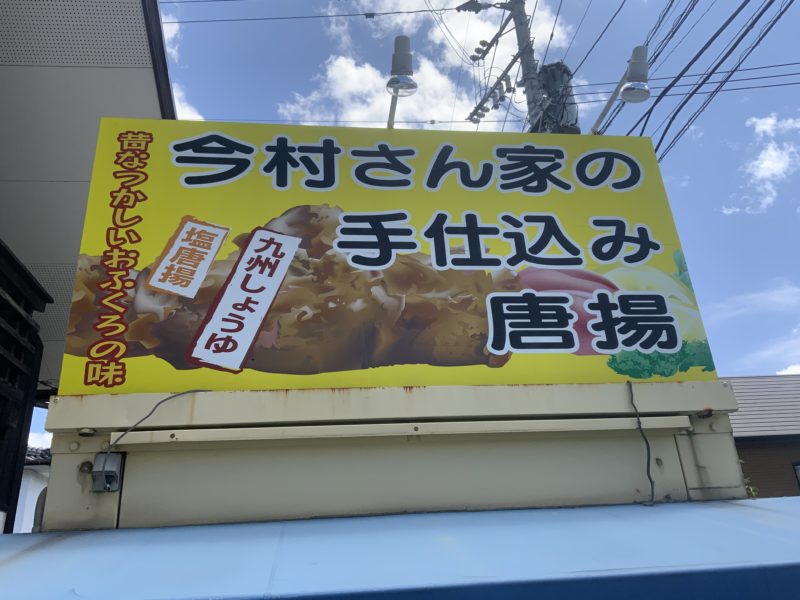 昔なつかしいおふくろの味
今村さん家の
手仕込み
唐揚
塩唐揚
九州しょうゆ